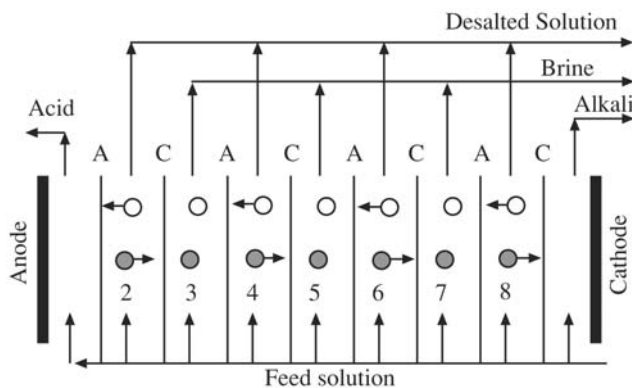 Desalted Solution
Brine
Acid
Alkali
A C A C A C A C
Anode
Cathode
2 3 4 5 6 7 8
Feed solution